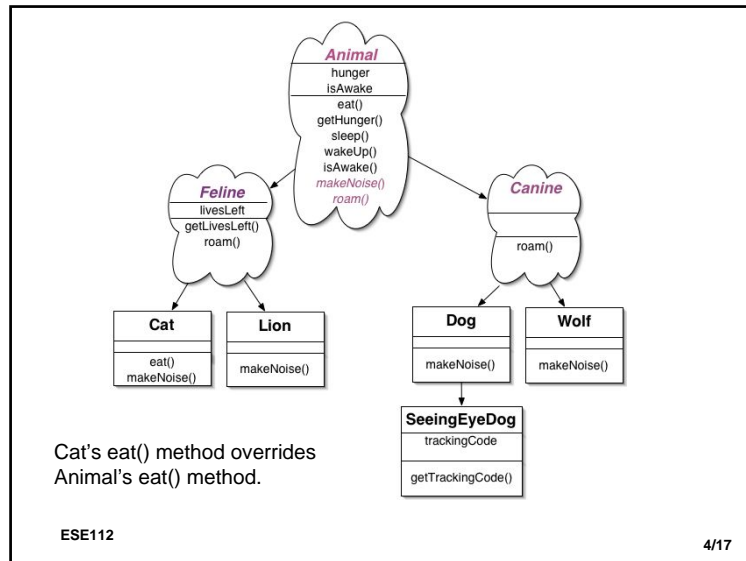 Animal
hunger
isAwake
eat()
getHunger()
sleep()
wakeUp()
isAwake()
makeNoise()
roam()
Feline
livesLeft
getLivesLeft()
roam()
Canine
roam()
Cat
eat()
makeNoise()
Lion
makeNoise()
Dog
makeNoise()
Wolf
makeNoise()
SeeingEyeDog
trackingCode
getTrackingCode()
Cat's eat() method overrides
Animal's eat() method.
ESE112
4/17